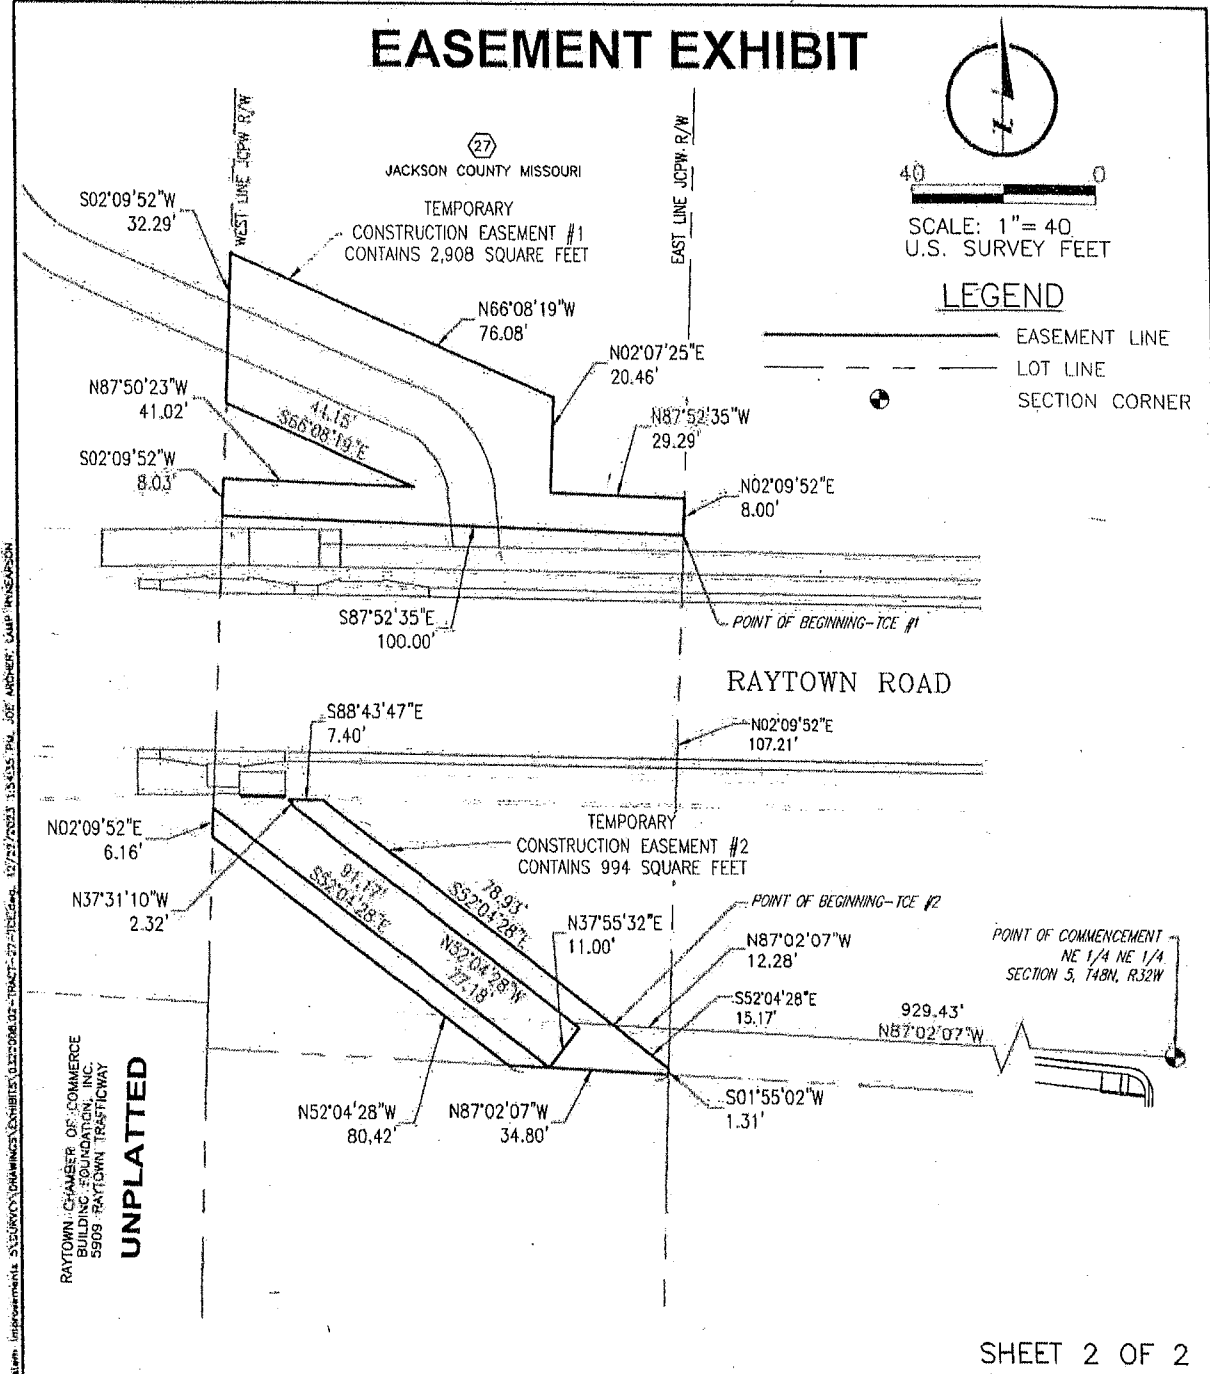 EASEMENT EXHIBIT
WEST LINE JCPW R/W
27
JACKSON COUNTY MISSOURI
EAST LINE JCPW R/W
40
0
SCALE: 1"= 40
U.S. SURVEY FEET
LEGEND
EASEMENT LINE
LOT LINE
SECTION CORNER
S02°09'52"W
32.29'
TEMPORARY
CONSTRUCTION EASEMENT #1
CONTAINS 2,908 SQUARE FEET
N66°08'19"W
76.08'
N02°07'25"E
20.46'
N87°50'23"W
41.02'
S66°08'19"E
N87°52'35"W
29.29'
S02°09'52"W
8.03'
N02°09'52"E
8.00'
S87°52'35"E
100.00'
POINT OF BEGINNING-TCE #1
RAYTOWN ROAD
S88°43'47"E
7.40'
N02°09'52"E
107.21'
N02°09'52"E
6.16'
TEMPORARY
CONSTRUCTION EASEMENT #2
CONTAINS 994 SQUARE FEET
N37°31'10"W
2.32'
91.17'
S52°04'28"E
78.93'
S52°04'28"E
N52°04'28"W
77.18'
N37°55'32"E
11.00'
POINT OF BEGINNING-TCE #2
N87°02'07"W
12.28'
S52°04'28"E
15.17'
POINT OF COMMENCEMENT
NE 1/4 NE 1/4
SECTION 5, T48N, R32W
929.43'
N87°02'07"W
N52°04'28"W
80.42'
N87°02'07"W
34.80'
S01°55'02"W
1.31'
RAYTOWN CHAMBER OF COMMERCE
BUILDING FOUNDATION, INC.
5909 RAYTOWN TRAFFICWAY
UNPLATTED
SHEET 2 OF 2